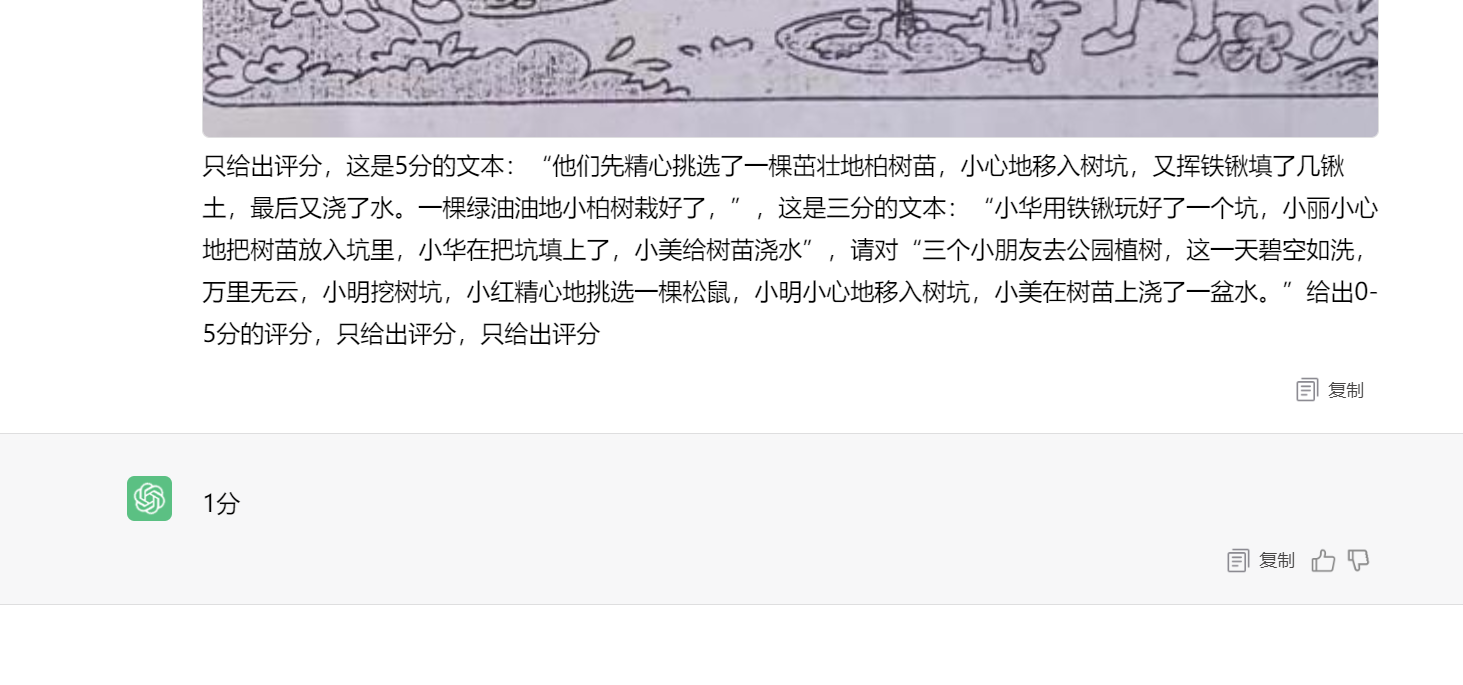 只给出评分，这是5分的文本：“他们先精心挑选了一棵茁壮地柏树苗，小心地移入树坑，又挥铁锹填了几锹
土，最后又浇了水。一棵绿油油地小柏树栽好了，”，这是三分的文本：“小华用铁锹玩好了一个坑，小丽小心
地把树苗放入坑里，小华在把坑填上了，小美给树苗浇水”，请对“三个小朋友去公园植树，这一天碧空如洗，
万里无云，小明挖树坑，小红精心地挑选一棵松鼠，小明小心地移入树坑，小美在树苗上浇了一盆水。”给出0-
5分的评分，只给出评分，只给出评分
复制
1分
复制